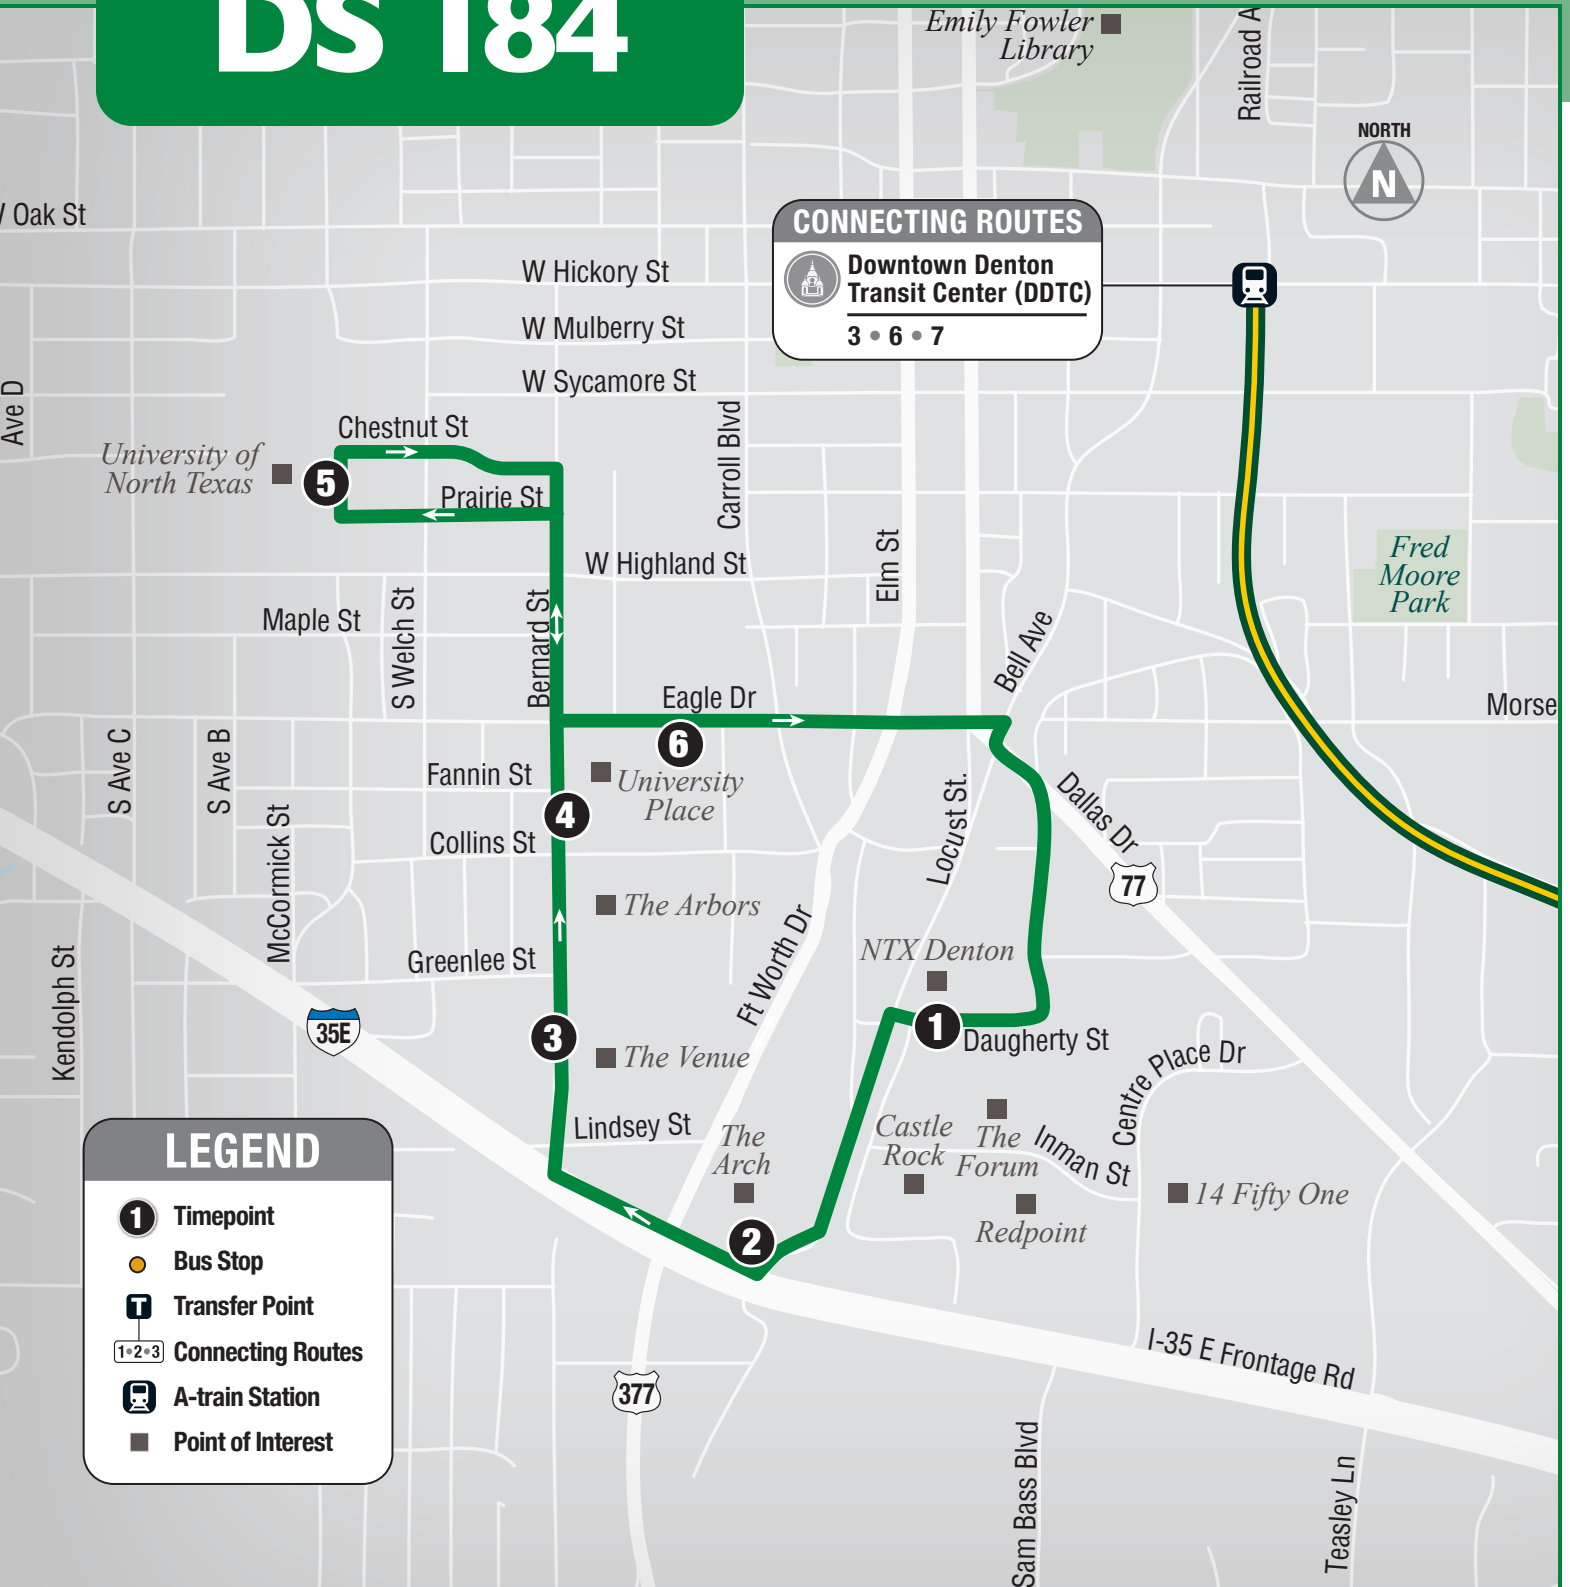 DS 184
Emily Fowler
Library
Railroad A
NORTH
N
Oak St
CONNECTING ROUTES
Downtown Denton
Transit Center (DDTC)
3 • 6 • 7
W Hickory St
W Mulberry St
W Sycamore St
Ave D
Chestnut St
Carroll Blvd
University of
North Texas
5
Prairie St
Elm St
W Highland St
Fred
Moore
Park
Maple St
S Welch St
Bernard St
Bell Ave
Eagle Dr
Morse
6
S Ave C
S Ave B
Fannin St
University
Place
4
Locust St.
Dallas Dr
McCormick St
Collins St
77
The Arbors
Ft Worth Dr
NTX Denton
Greenlee St
Kendolph St
35E
3
1
Daugherty St
The Venue
Centre Place Dr
Lindsey St
The
Arch
Castle
Rock
The
Forum
Inman St
14 Fifty One
Redpoint
2
LEGEND
1 Timepoint
Bus Stop
T Transfer Point
1•2•3 Connecting Routes
A-train Station
Point of Interest
I-35 E Frontage Rd
377
Sam Bass Blvd
Teasley Ln